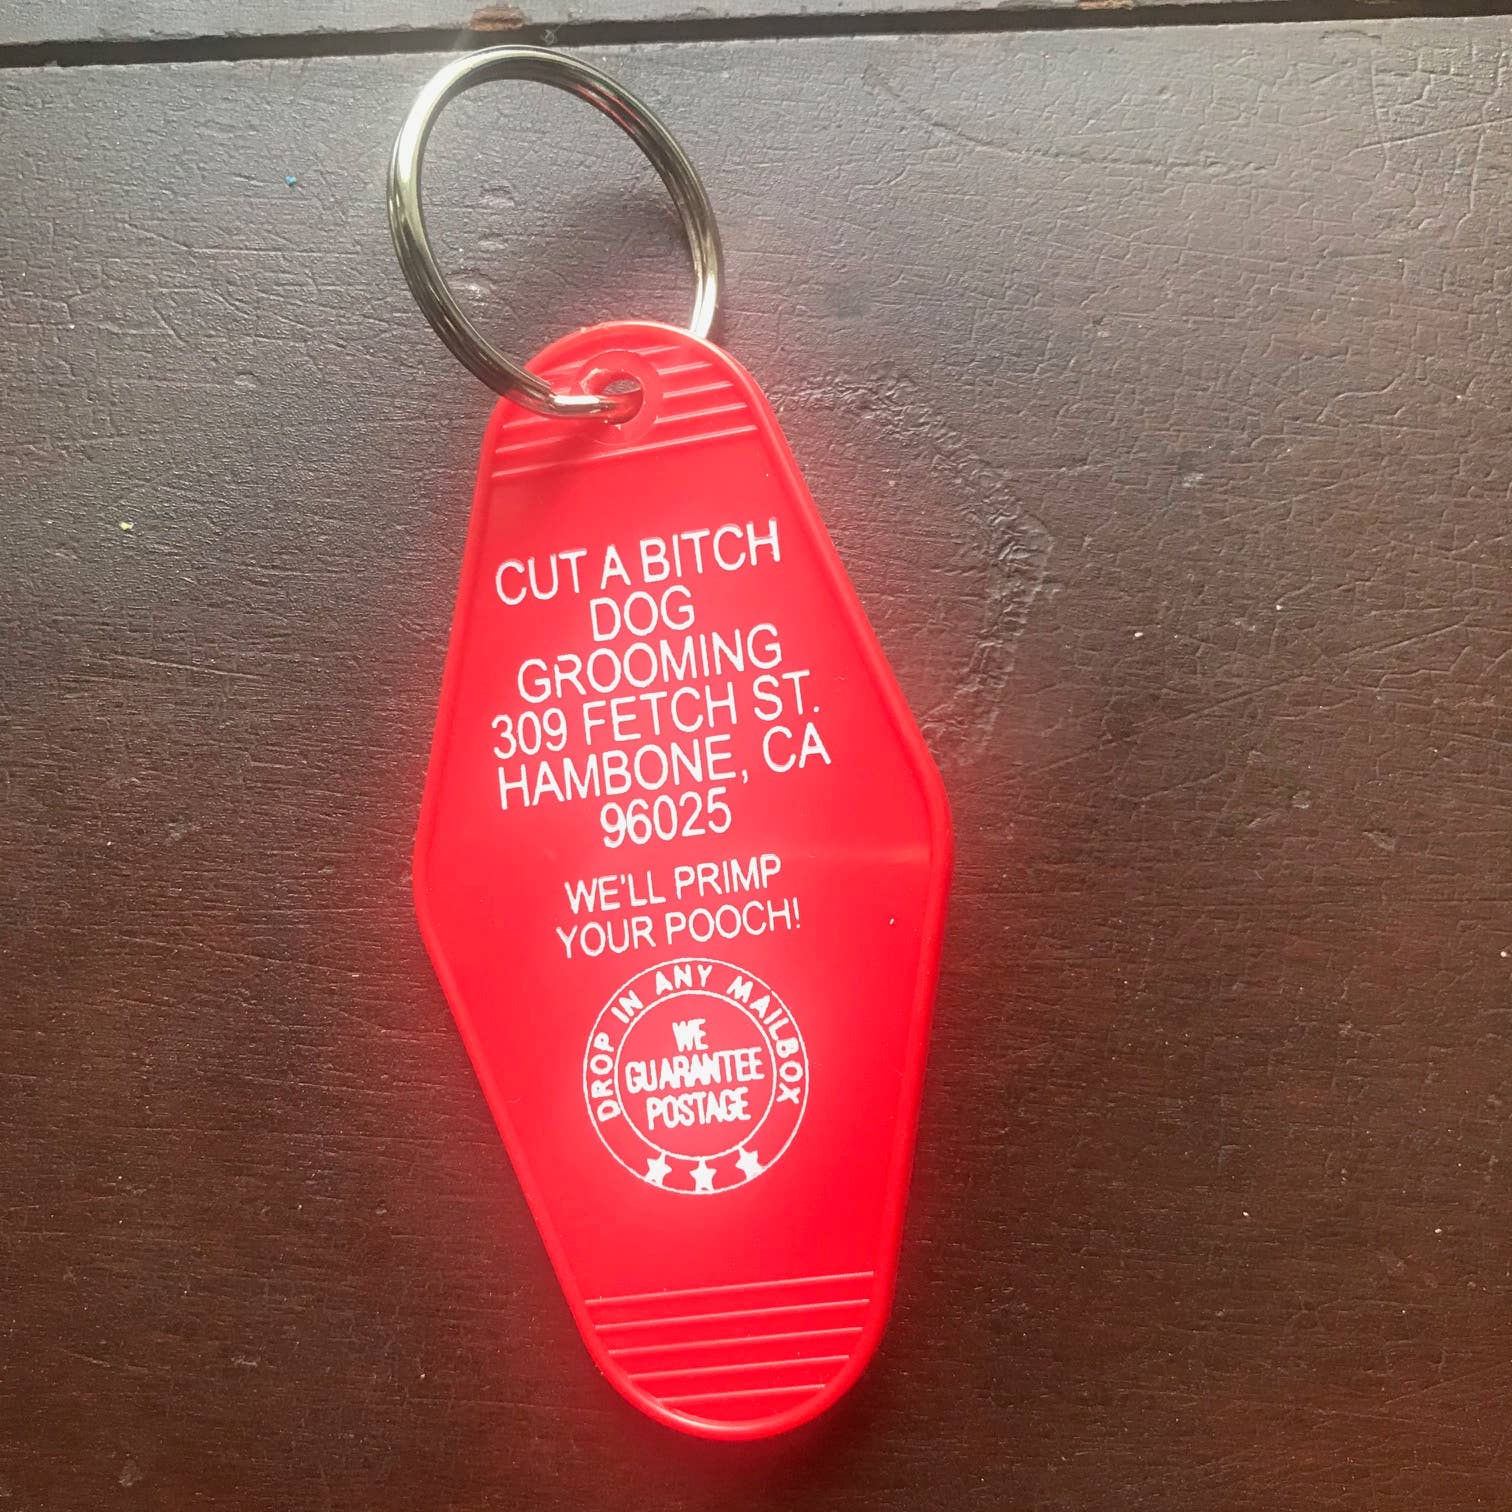 CUT A BITCH
DOG
GROOMING
309 FETCH ST.
HAMBONE, CA
96025
WE'LL PRIMP
YOUR POOCH!
DROP IN ANY MAILBOX
WE
GUARANTEE
POSTAGE